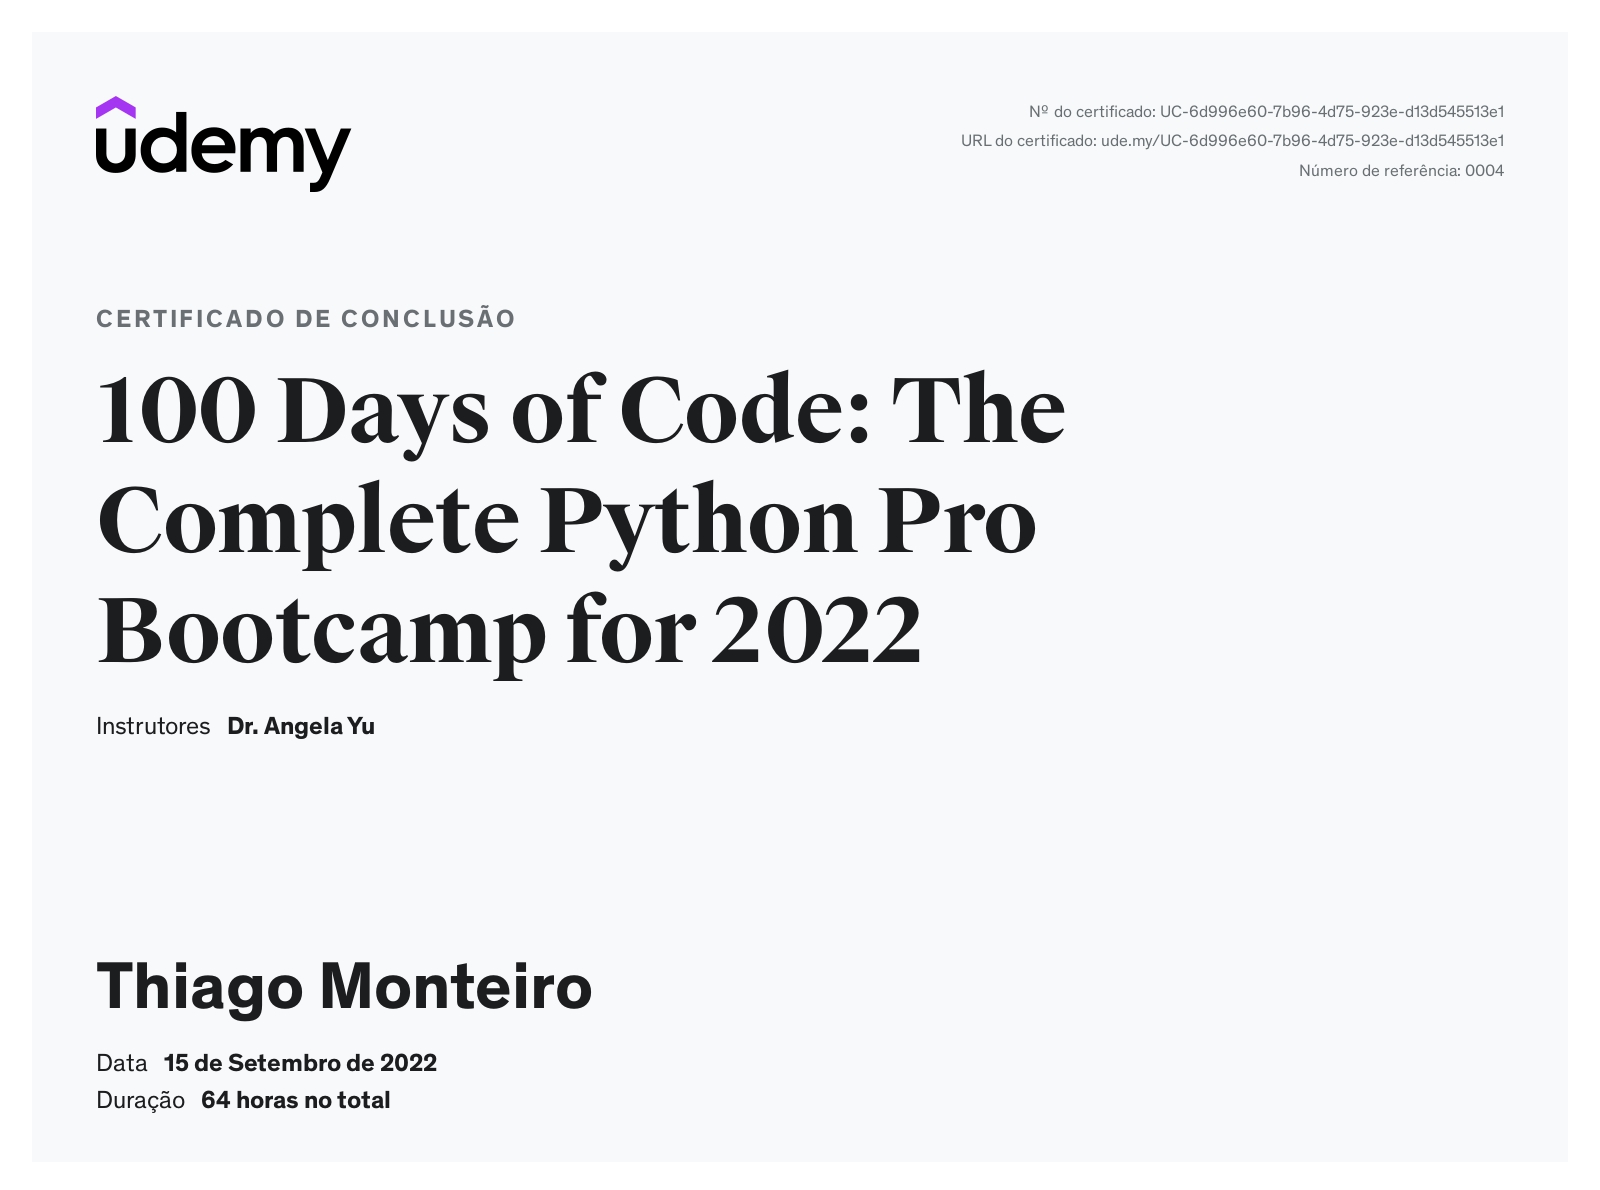 udemy
Nº do certificado: UC-6d996e60-7b96-4d75-923e-d13d545513e1
URL do certificado: ude.my/UC-6d996e60-7b96-4d75-923e-d13d545513e1
Número de referência: 0004
CERTIFICADO DE CONCLUSÃO
100 Days of Code: The
Complete Python Pro
Bootcamp for 2022
Instrutores Dr. Angela Yu
Thiago Monteiro
Data 15 de Setembro de 2022
Duração 64 horas no total